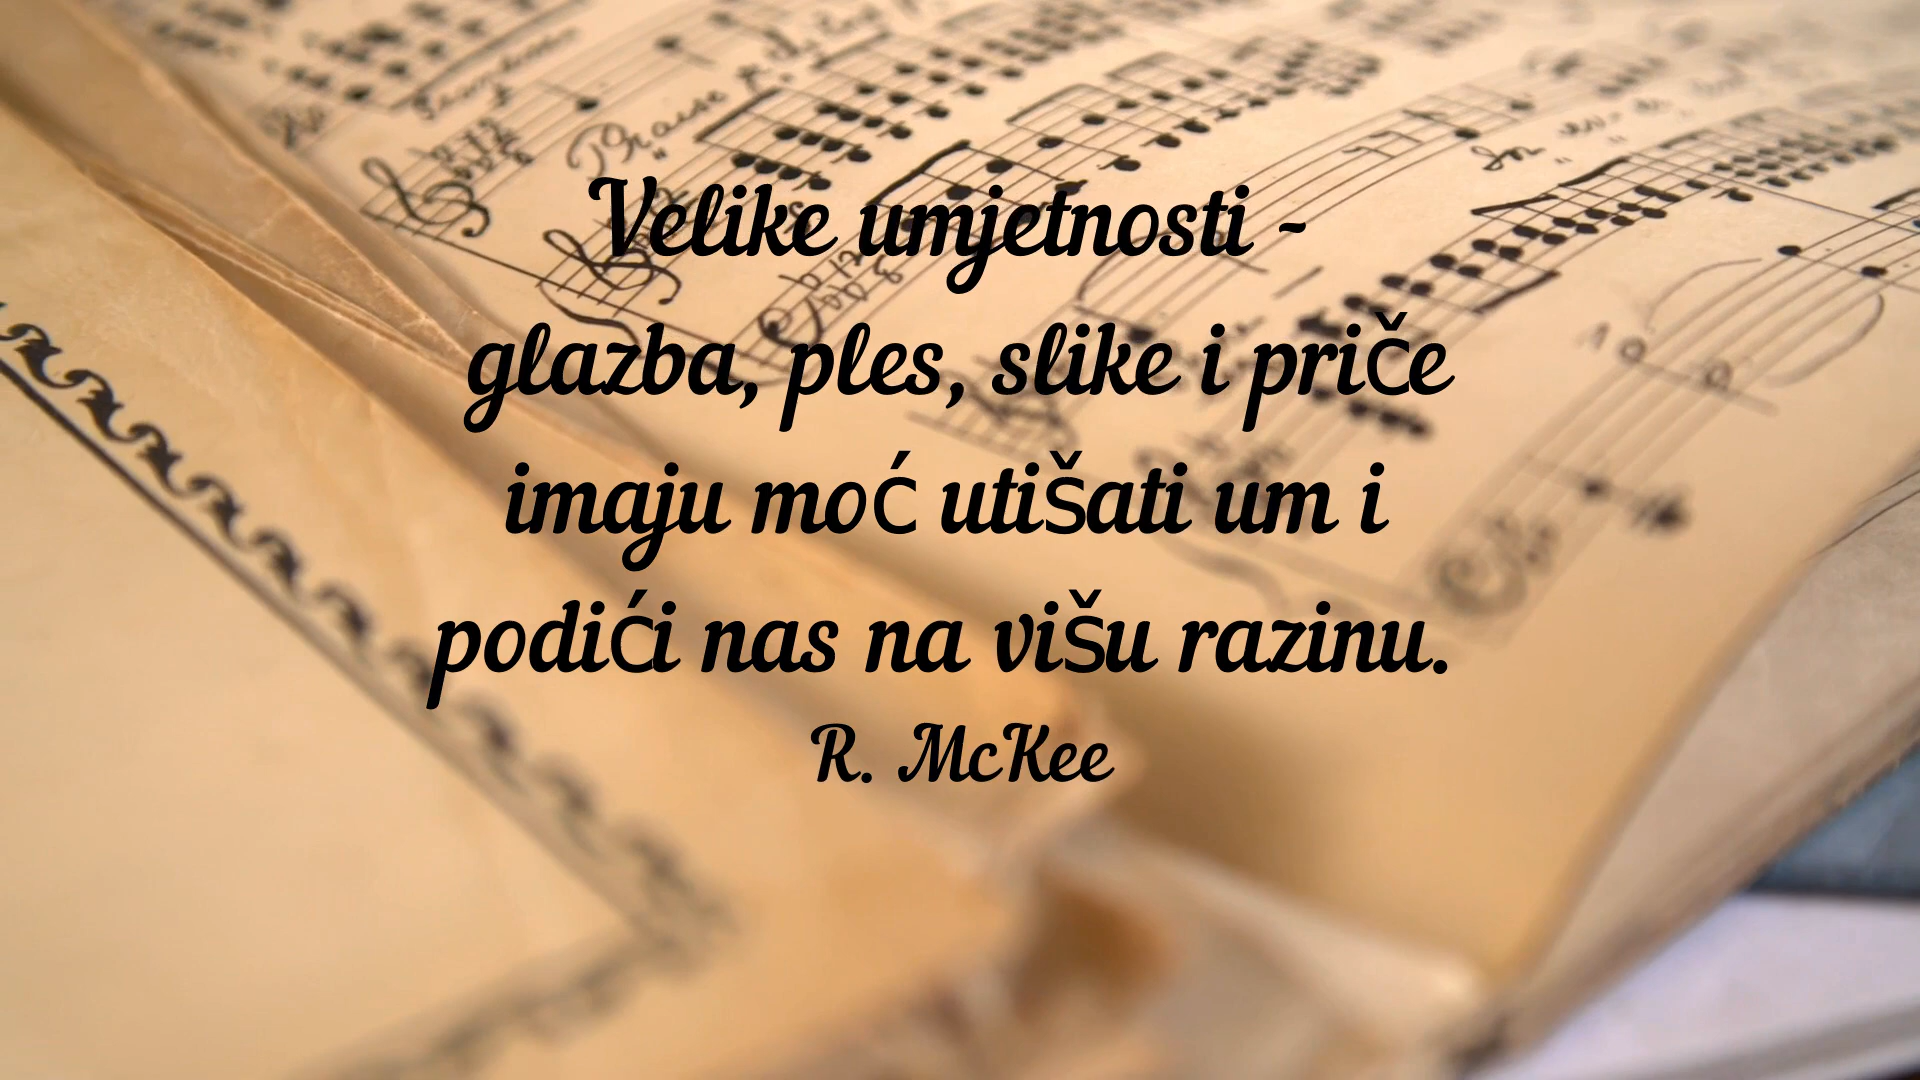 Velike umjetnosti -
glazba, ples, slike i priče
imaju moć utišati um i
podići nas na višu razinu.
R. McKee